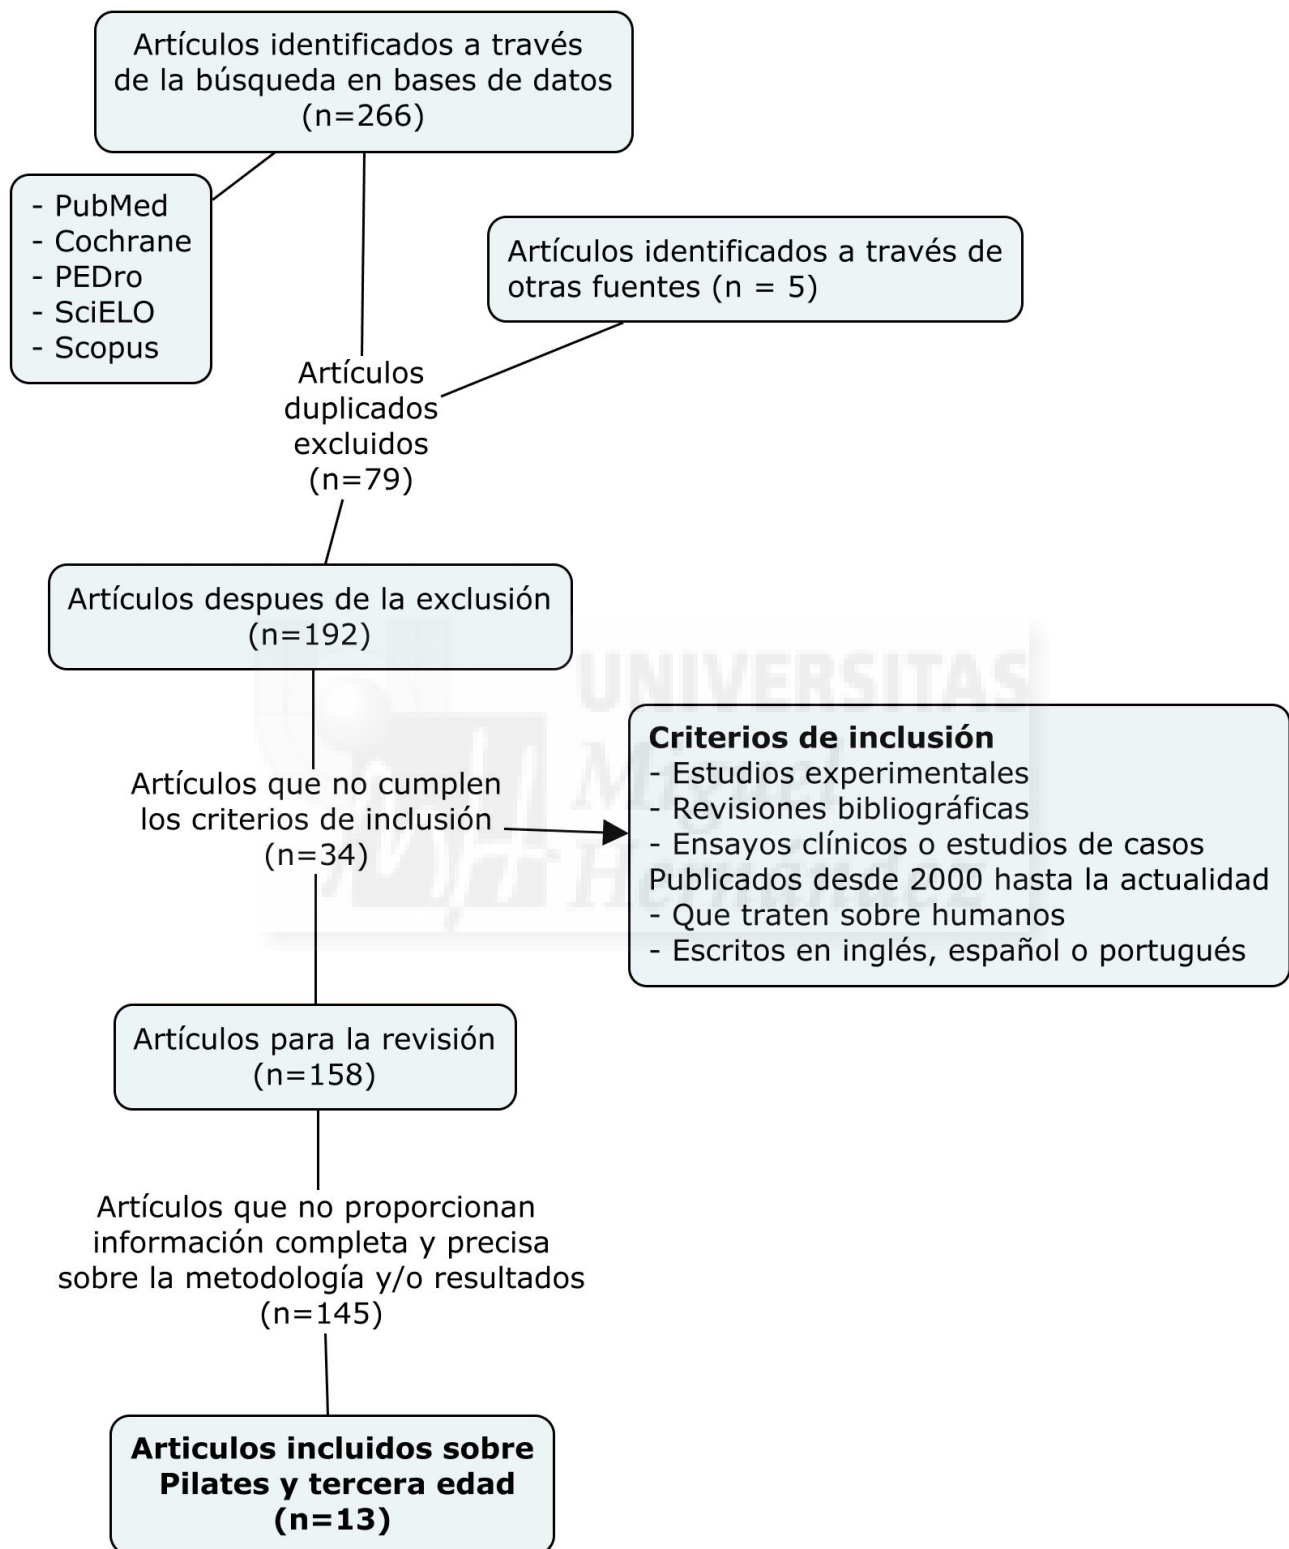 Artículos identificados a través
de la búsqueda en bases de datos
(n=266)
- PubMed
- Cochrane
- PEDro
- SciELO
- Scopus
Artículos identificados a través de
otras fuentes (n = 5)
Artículos
duplicados
excluidos
(n=79)
Artículos despues de la exclusión
(n=192)
UNIVERSITAS
Miguel
Hernández
Artículos que no cumplen
los criterios de inclusión
(n=34)
Criterios de inclusión
- Estudios experimentales
- Revisiones bibliográficas
- Ensayos clínicos o estudios de casos
Publicados desde 2000 hasta la actualidad
- Que traten sobre humanos
- Escritos en inglés, español o portugués
Artículos para la revisión
(n=158)
Artículos que no proporcionan
información completa y precisa
sobre la metodología y/o resultados
(n=145)
Articulos incluidos sobre
Pilates y tercera edad
(n=13)